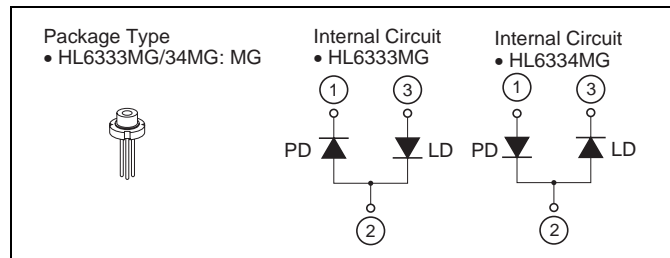 Package Type
• HL6333MG/34MG: MG
Internal Circuit
• HL6333MG
1
3
PD
LD
2
Internal Circuit
• HL6334MG
1
3
PD
LD
2